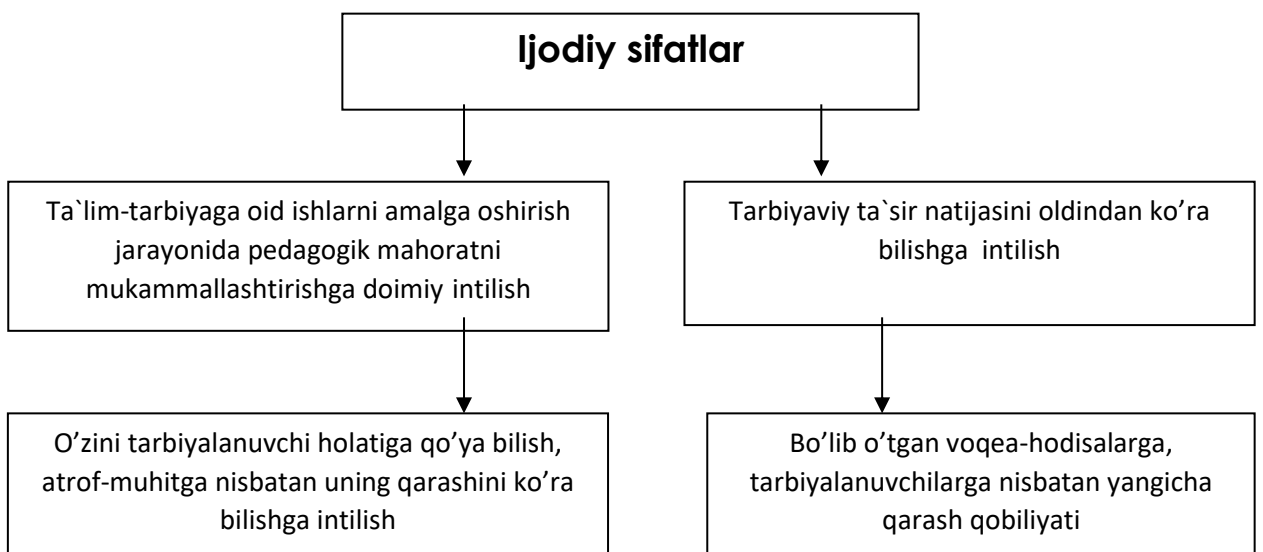 Ijodiy sifatlar
Ta`lim-tarbiyaga oid ishlarni amalga oshirish
jarayonida pedagogik mahoratni
mukammallashtirishga doimiy intilish
Tarbiyaviy ta`sir natijasini oldindan ko’ra
bilishga intilish
O’zini tarbiyalanuvchi holatiga qo’ya bilish,
atrof-muhitga nisbatan uning qarashini ko’ra
bilishga intilish
Bo’lib o’tgan voqea-hodisalarga,
tarbiyalanuvchilarga nisbatan yangicha
qarash qobiliyati